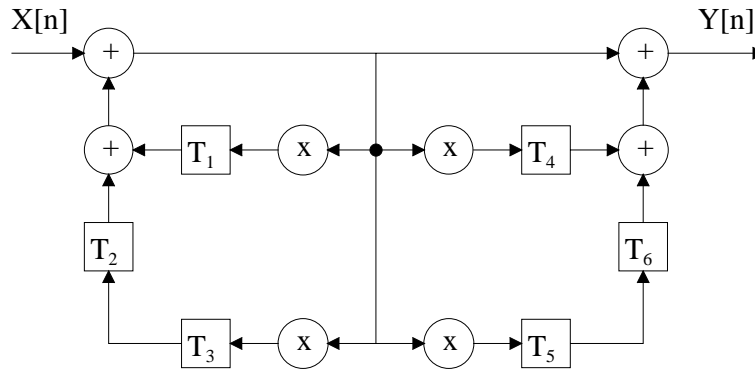 X[n] Y[n]
+ +
+ T₁ x x T₄ +
T₂ T₆
T₃ x x T₅